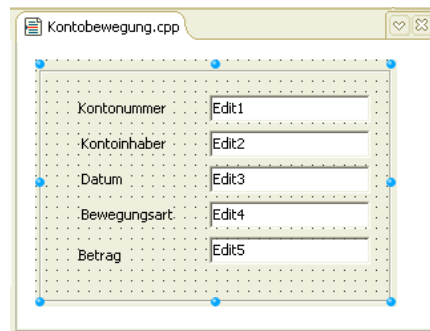 Kontobewegung.cpp
Kontonummer Edit1
Kontoinhaber Edit2
Datum Edit3
Bewegungsart Edit4
Betrag Edit5